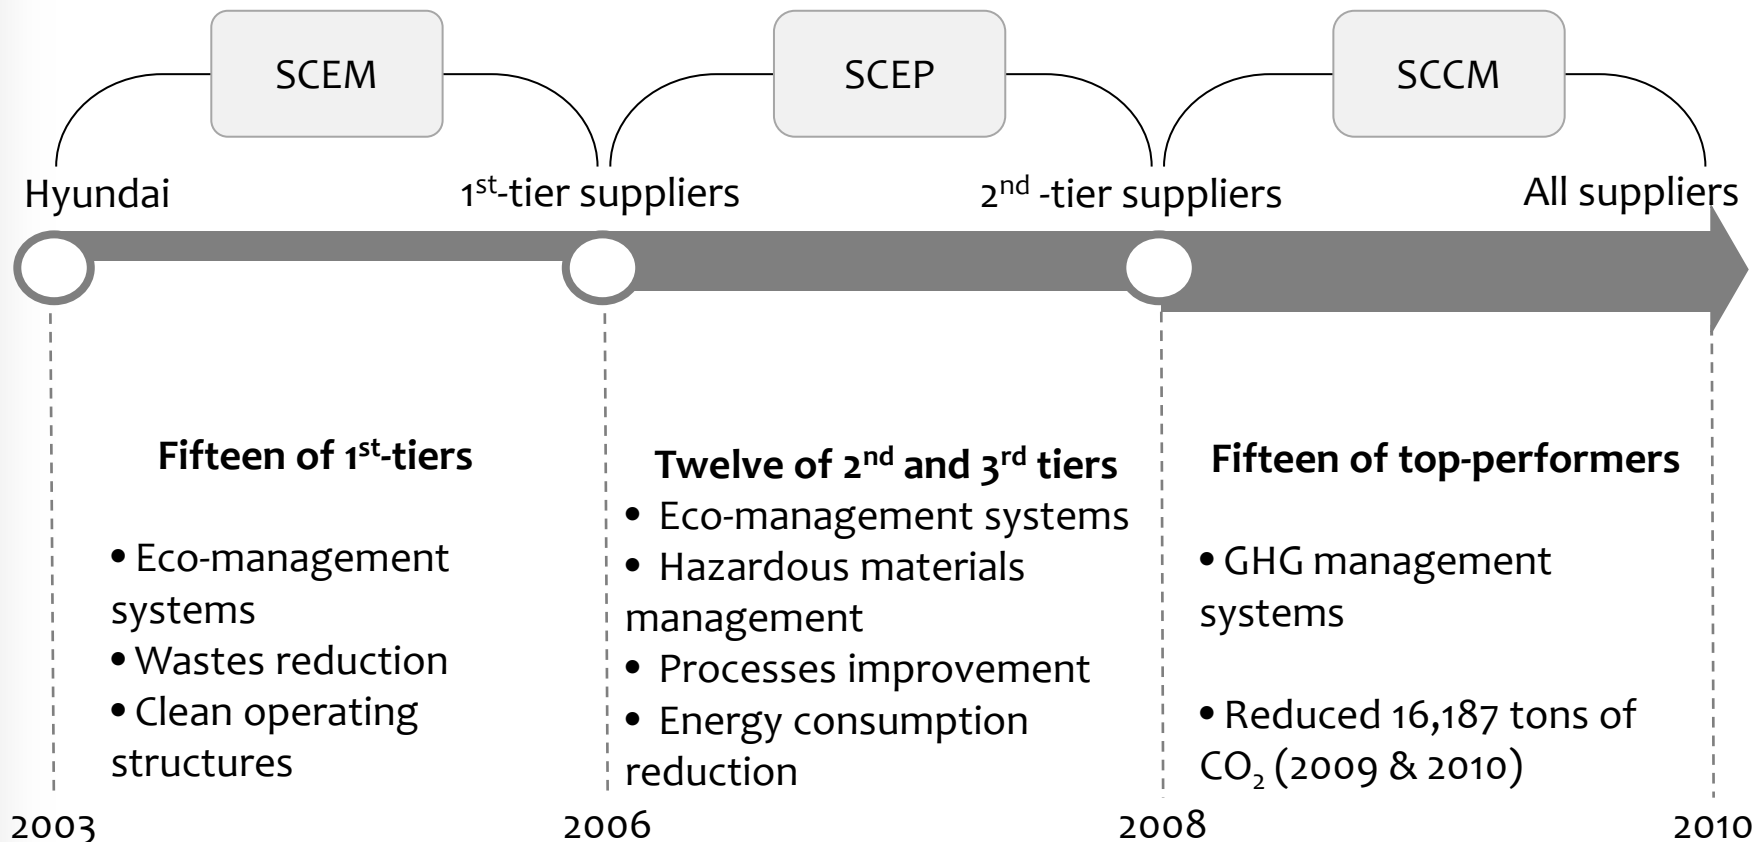 SCEM
SCEP
SCCM
Hyundai
1st-tier suppliers
2nd -tier suppliers
All suppliers
Fifteen of 1st-tiers
• Eco-management
systems
• Wastes reduction
• Clean operating
structures
Twelve of 2nd and 3rd tiers
• Eco-management systems
• Hazardous materials
management
• Processes improvement
• Energy consumption
reduction
Fifteen of top-performers
• GHG management
systems
• Reduced 16,187 tons of
CO₂ (2009 & 2010)
2003
2006
2008
2010